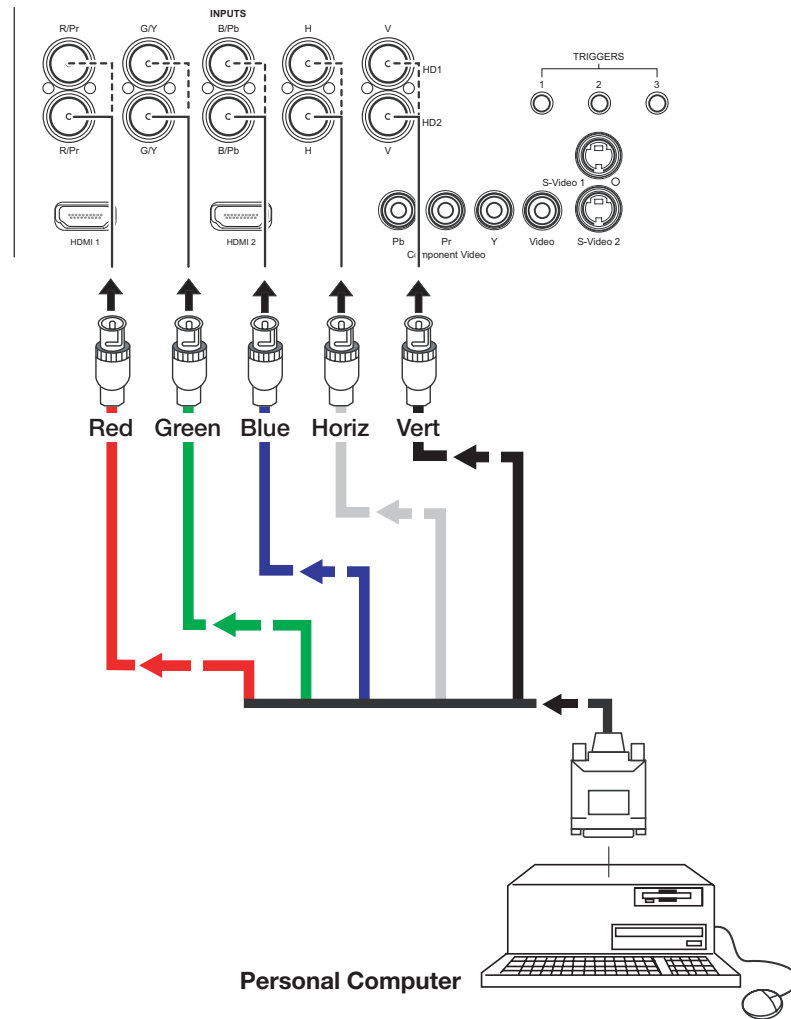 INPUTS
R/Pr G/Y B/Pb H V
HD1
TRIGGERS
1 2 3
HD2
R/Pr G/Y B/Pb H V
S-Video 1
HDMI 1 HDMI 2 Pb Pr Y Video S-Video 2
Component Video
Red Green Blue Horiz Vert
Personal Computer